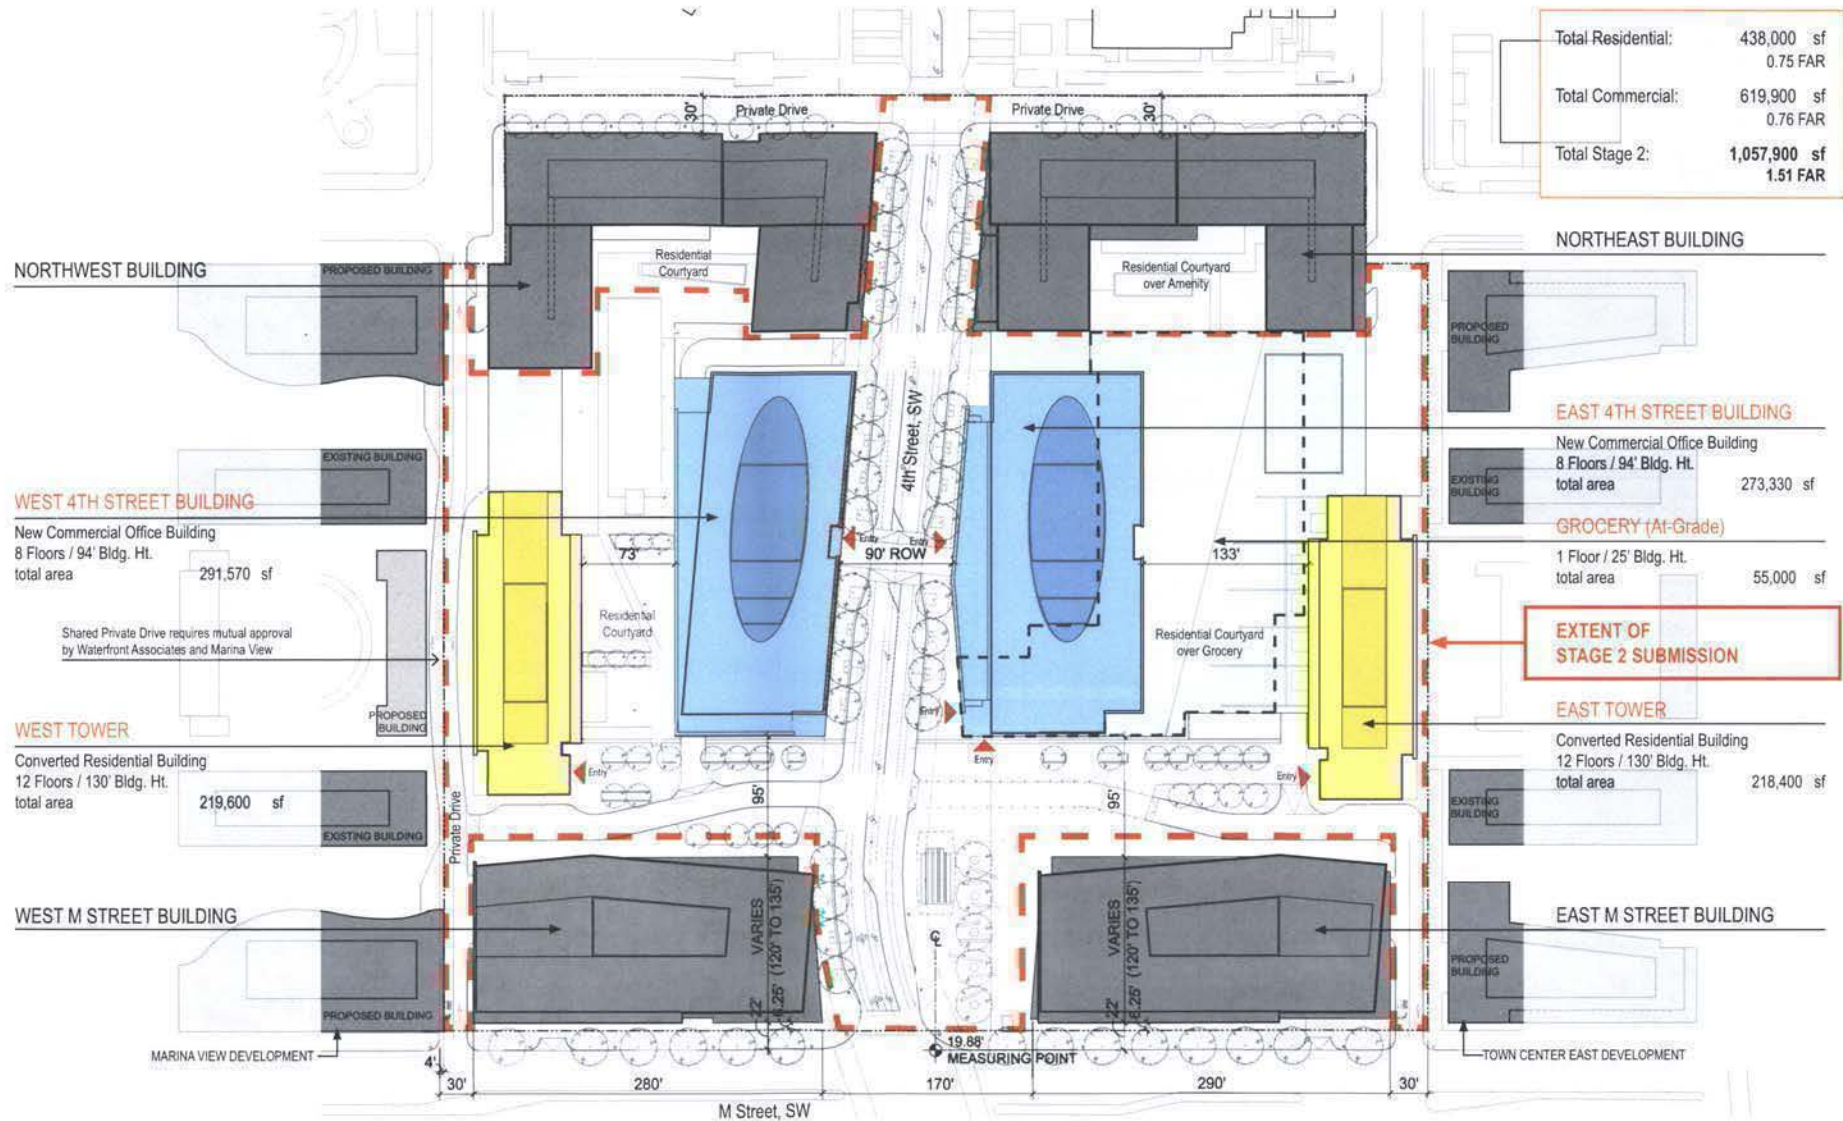 Total Residential: 438,000 sf
0.75 FAR
Total Commercial: 619,900 sf
0.76 FAR
Total Stage 2: 1,057,900 sf
1.51 FAR
30'
Private Drive
Private Drive
30'
NORTHWEST BUILDING
PROPOSED BUILDING
Residential
Courtyard
Residential Courtyard
over Amenity
NORTHEAST BUILDING
PROPOSED
BUILDING
4th Street, SW
EXISTING BUILDING
WEST 4TH STREET BUILDING
New Commercial Office Building
8 Floors / 94' Bldg. Ht.
total area 291,570 sf
EAST 4TH STREET BUILDING
New Commercial Office Building
8 Floors / 94' Bldg. Ht.
total area 273,330 sf
EXISTING
BUILDING
GROCERY (At-Grade)
1 Floor / 25' Bldg. Ht.
total area 55,000 sf
73'
Entry
Entry
90' ROW
133'
Shared Private Drive requires mutual approval
by Waterfront Associates and Marina View
Residential
Courtyard
Residential Courtyard
over Grocery
EXTENT OF
STAGE 2 SUBMISSION
PROPOSED
BUILDING
WEST TOWER
Converted Residential Building
12 Floors / 130' Bldg. Ht.
total area 219,600 sf
Entry
Entry
Entry
Entry
EAST TOWER
Converted Residential Building
12 Floors / 130' Bldg. Ht.
total area 218,400 sf
EXISTING BUILDING
Private Drive
95'
95'
EXISTING
BUILDING
WEST M STREET BUILDING
VARIES
(120' TO 135')
6.25'
22'
VARIES
(120' TO 135')
6.25'
22'
EAST M STREET BUILDING
PROPOSED
BUILDING
PROPOSED BUILDING
MARINA VIEW DEVELOPMENT
19.88'
MEASURING POINT
TOWN CENTER EAST DEVELOPMENT
4'
30'
280'
170'
290'
30'
M Street, SW